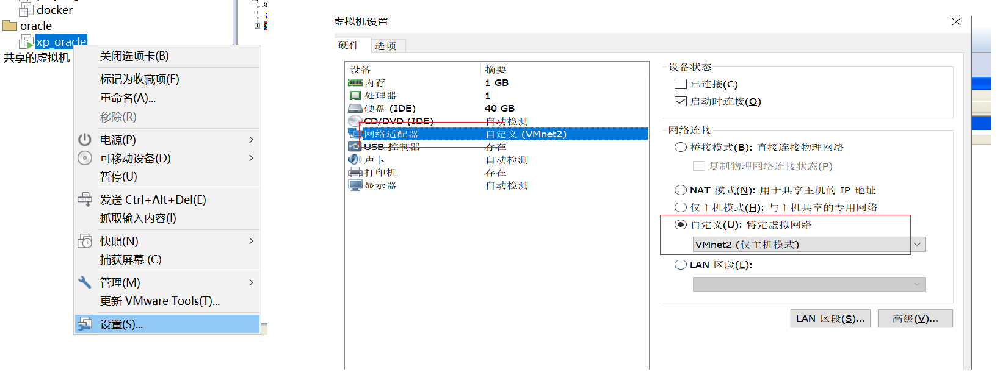 docker
oracle
xp_oracle
共享的虚拟机
关闭选项卡(B)
标记为收藏项(F)
重命名(A)...
移除(R)
电源(P)
可移动设备(D)
暂停(U)
发送 Ctrl+Alt+Del(E)
抓取输入内容(I)
快照(N)
捕获屏幕 (C)
管理(M)
更新 VMware Tools(T)...
设置(S)...
虚拟机设置
硬件 选项
设备 摘要
内存 1 GB
处理器 1
硬盘 (IDE) 40 GB
CD/DVD (IDE) 自动检测
网络适配器 自定义 (VMnet2)
USB 控制器 存在
声卡 自动检测
打印机 存在
显示器 自动检测
设备状态
已连接(C)
启动时连接(O)
网络连接
桥接模式(B): 直接连接物理网络
复制物理网络连接状态(P)
NAT 模式(N): 用于共享主机的 IP 地址
仅主机模式(H): 与主机共享的专用网络
自定义(U): 特定虚拟网络
VMnet2 (仅主机模式)
LAN 区段(L):
LAN 区段(S)... 高级(V)...